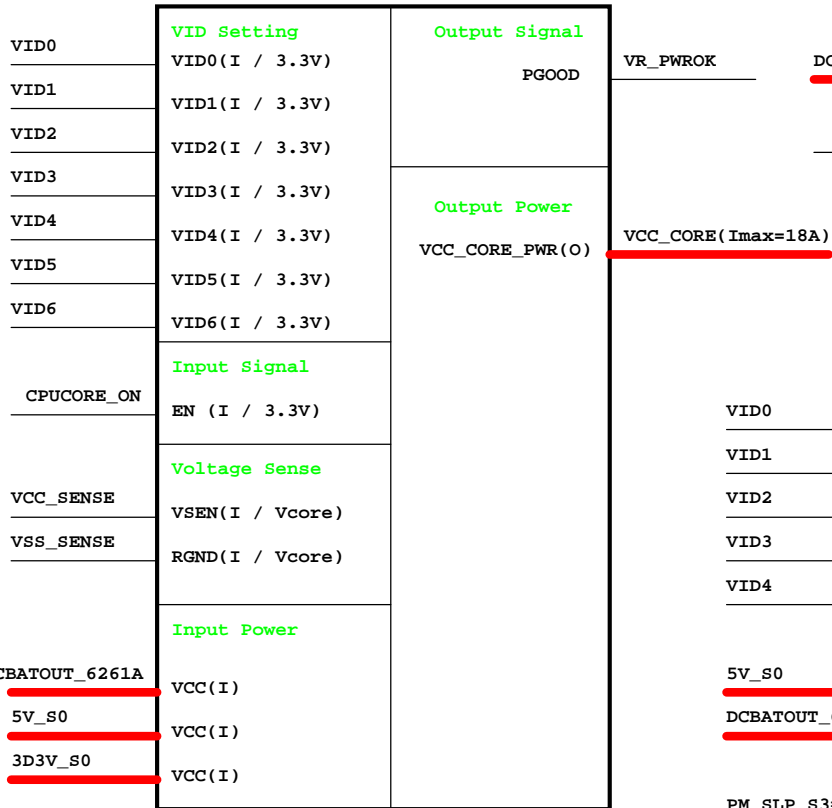 VID0
VID1
VID2
VID3
VID4
VID5
VID6
CPUCORE_ON
VCC_SENSE
VSS_SENSE
CBATOUT_6261A
5V_S0
3D3V_S0
VID Setting
VID0(I / 3.3V)
VID1(I / 3.3V)
VID2(I / 3.3V)
VID3(I / 3.3V)
VID4(I / 3.3V)
VID5(I / 3.3V)
VID6(I / 3.3V)
Input Signal
EN (I / 3.3V)
Voltage Sense
VSEN(I / Vcore)
RGND(I / Vcore)
Input Power
VCC(I)
VCC(I)
VCC(I)
Output Signal
PGOOD
Output Power
VCC_CORE_PWR(O)
VR_PWROK
VCC_CORE(Imax=18A)
VID0
VID1
VID2
VID3
VID4
5V_S0
DCBATOUT_